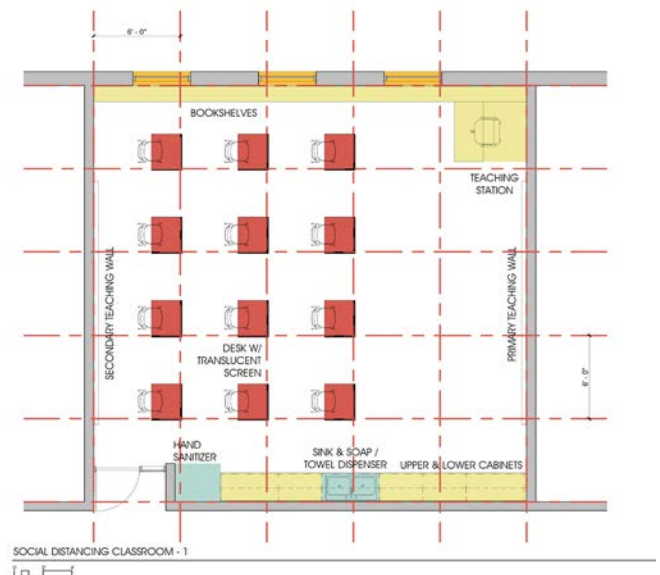 6' - 0"
BOOKSHELVES
TEACHING
STATION
SECONDARY TEACHING WALL
PRIMARY TEACHING WALL
DESK W/
TRANSLUCENT
SCREEN
6' - 0"
HAND
SANITIZER
SINK & SOAP /
TOWEL DISPENSER
UPPER & LOWER CABINETS
SOCIAL DISTANCING CLASSROOM - 1